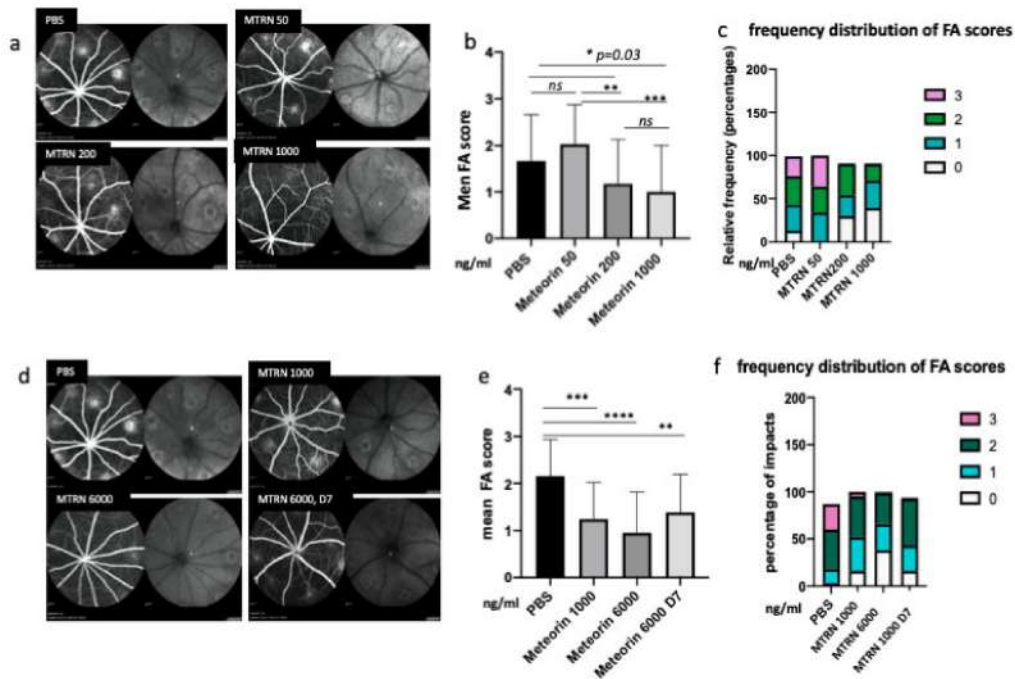 a
PBS
MTRN 50
MTRN 200
MTRN 1000
b
Men FA score
4
3
2
1
0
* p=0.03
ns
**
***
ns
ng/ml
PBS
Meteorin 50
Meteorin 200
Meteorin 1000
c
frequency distribution of FA scores
Relative frequency (percentages)
200
150
100
50
0
3
2
1
0
ng/ml
PBS
MTRN 50
MTRN200
MTRN 1000
d
PBS
MTRN 1000
MTRN 6000
MTRN 6000, D7
e
mean FA score
4
3
2
1
0
***
****
**
ng/ml
PBS
Meteorin 1000
Meteorin 6000
Meteorin 6000 D7
f
frequency distribution of FA scores
percentage of impacts
200
150
100
50
0
3
2
1
0
ng/ml
PBS
MTRN 1000
MTRN 6000
MTRN 1000 D7